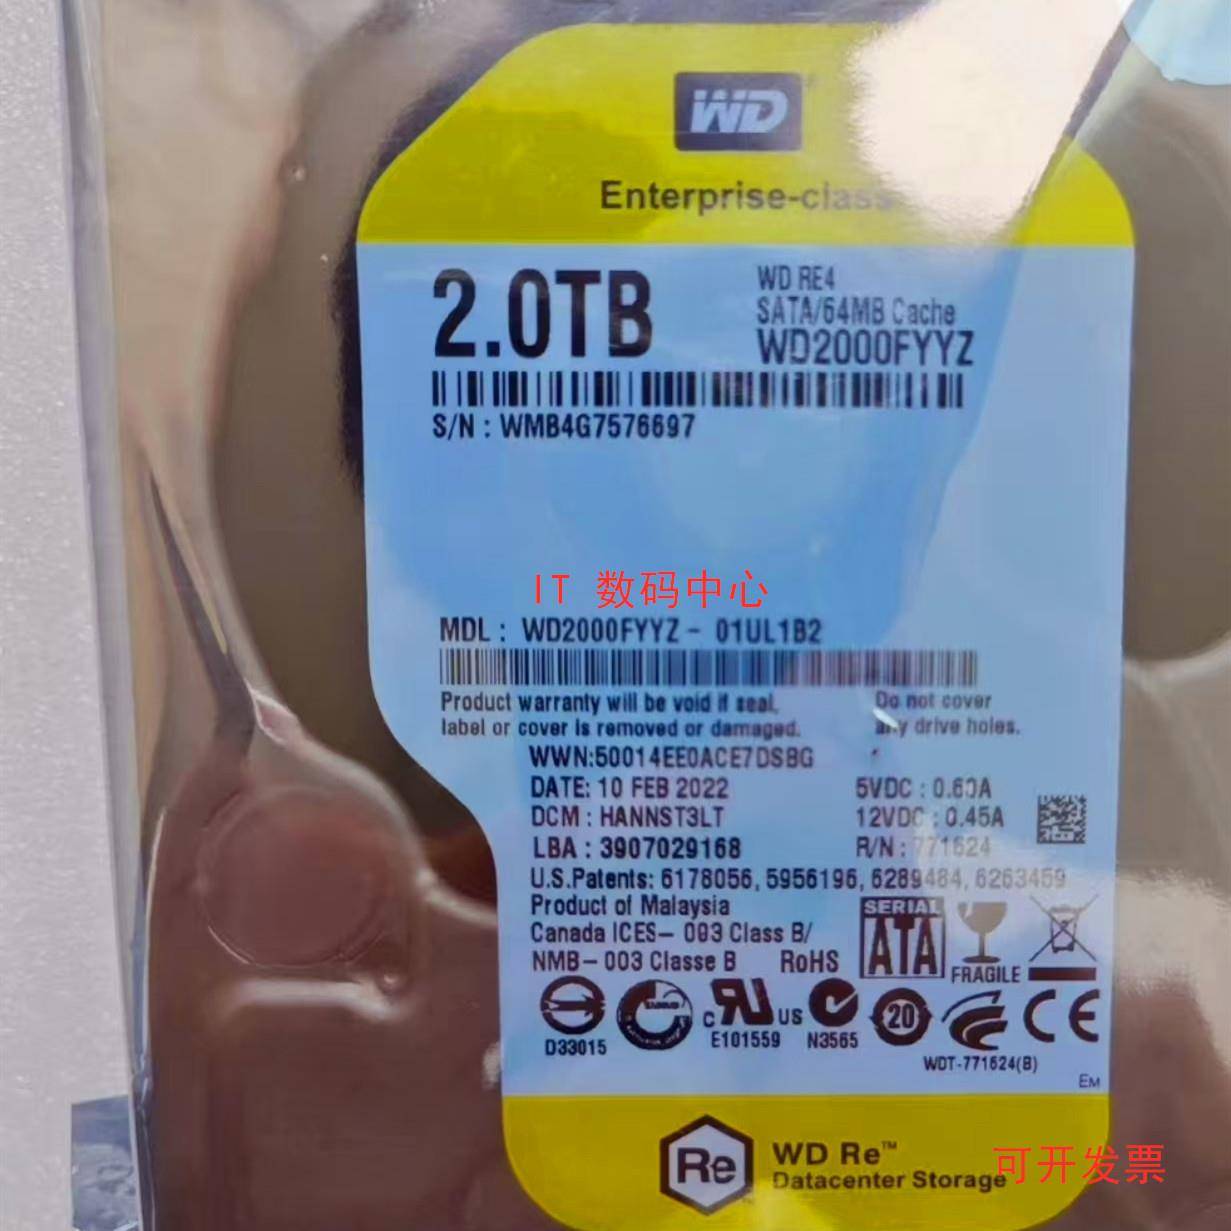 WD
Enterprise-class
2.0TB
WD RE4
SATA/64MB Cache
WD2000FYYZ
S/N : WMB4G7576697
IT 数码中心
MDL : WD2000FYYZ - 01UL1B2
Product warranty will be void if seal,
label or cover is removed or damaged.
Do not cover
any drive holes.
WWN:50014EE0ACE7DSBG
DATE: 10 FEB 2022
5VDC : 0.60A
DCM : HANNST3LT
12VDC : 0.45A
LBA : 3907029168
R/N : 771624
U.S.Patents: 6178056, 5956196, 6289484, 6263459
Product of Malaysia
Canada ICES- 003 Class B/
NMB- 003 Classe B
RoHS
SERIAL
ATA
FRAGILE
D33015
c UR US
E101559
N3565
20
CE
WDT-771624(B)
EM
Re
WD Re™
Datacenter Storage
可开发票